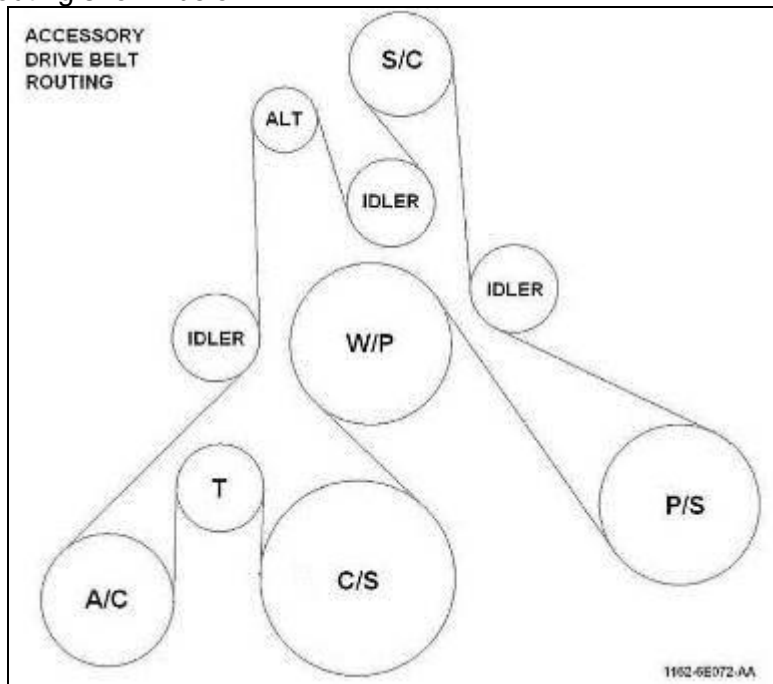 ACCESSORY
DRIVE BELT
ROUTING
S/C
ALT
IDLER
IDLER
IDLER
W/P
T
P/S
C/S
A/C
1162-6E072-AA